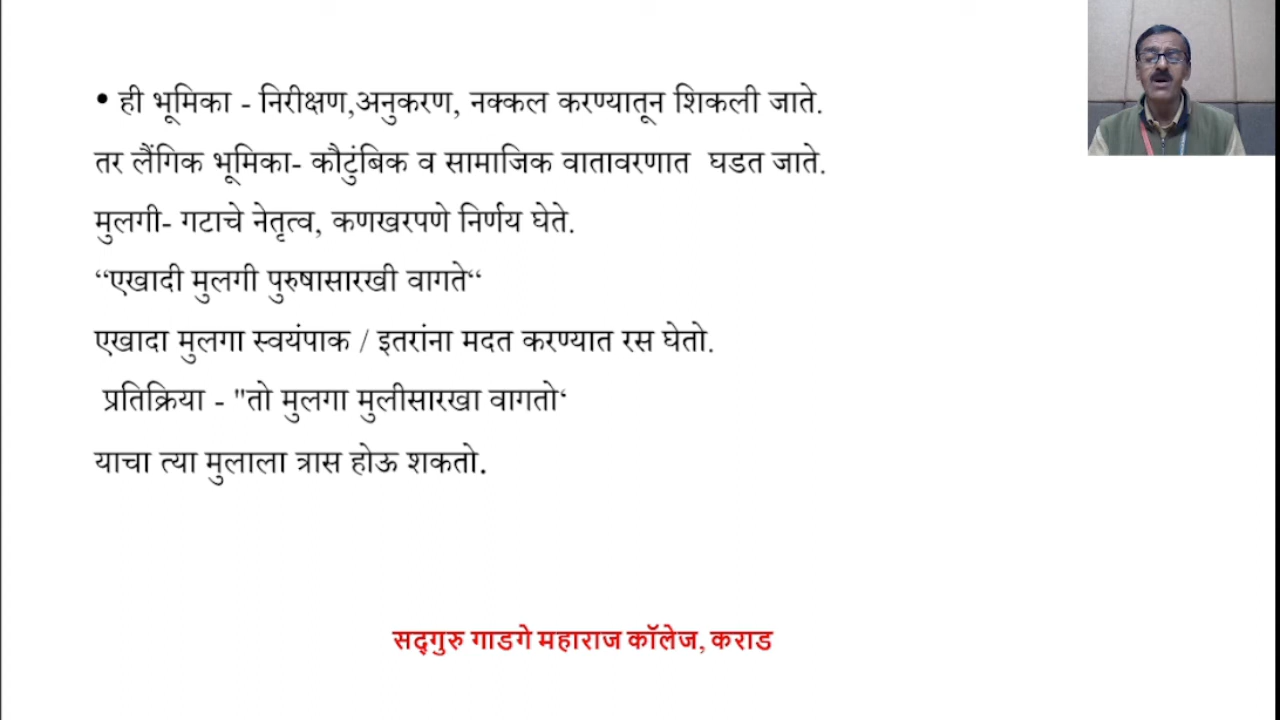 • ही भूमिका - निरीक्षण,अनुकरण, नक्कल करण्यातून शिकली जाते.
तर लैंगिक भूमिका- कौटुंबिक व सामाजिक वातावरणात घडत जाते.
मुलगी- गटाचे नेतृत्व, कणखरपणे निर्णय घेते.
“एखादी मुलगी पुरुषासारखी वागते“
एखादा मुलगा स्वयंपाक / इतरांना मदत करण्यात रस घेतो.
प्रतिक्रिया - "तो मुलगा मुलीसारखा वागतो‘
याचा त्या मुलाला त्रास होऊ शकतो.
सद्‌गुरु गाडगे महाराज कॉलेज, कराड